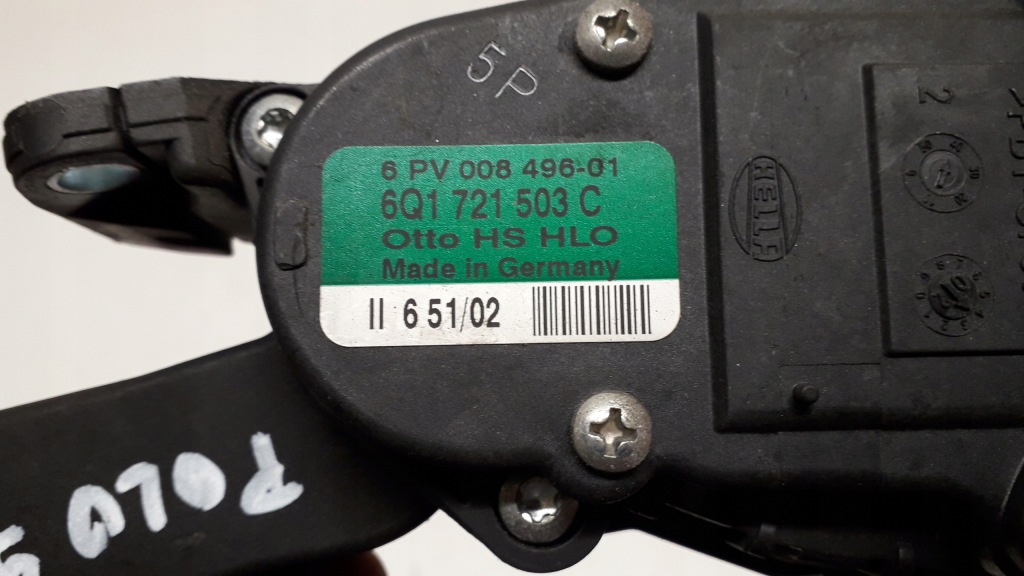 5P
6 PV 008 496-01
6Q1 721 503 C
Otto HS HLO
Made in Germany
II 6 51/02
HELLA
2
POLO